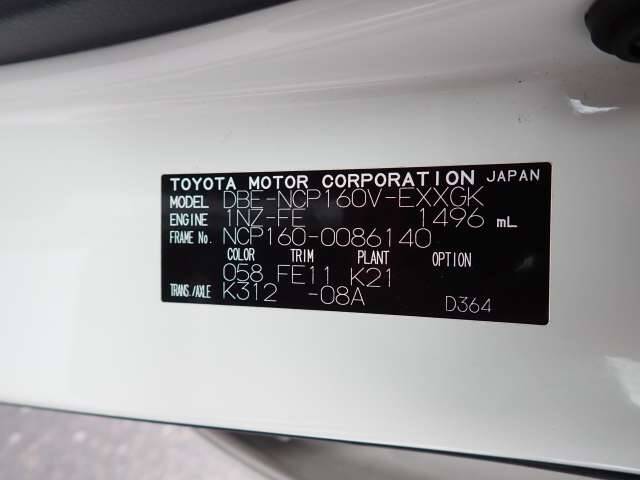 TOYOTA MOTOR CORPORATION JAPAN
MODEL DBE-NCP160V-EXXGK
ENGINE 1NZ-FE 1496 mL
FRAME No. NCP160-0086140
COLOR TRIM PLANT OPTION
058 FE11 K21
TRANS./AXLE K312 -08A D364